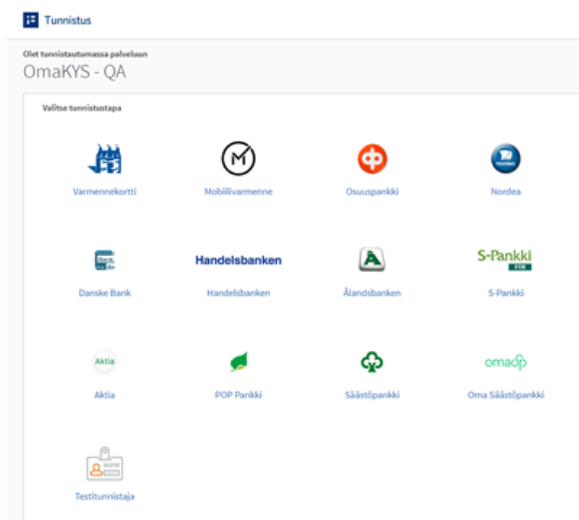 Tunnistus
Olet tunnistautumassa palveluun
OmaKYS - QA
Valitse tunnistustapa
Varmennekortti
Mobiilivarmenne
Osuuspankki
Nordea
Handelsbanken
S-Pankki
Danske Bank
Handelsbanken
Ålandsbanken
S-Pankki
Aktia
omasp
Aktia
POP Pankki
Säästöpankki
Oma Säästöpankki
Testitunnistaja